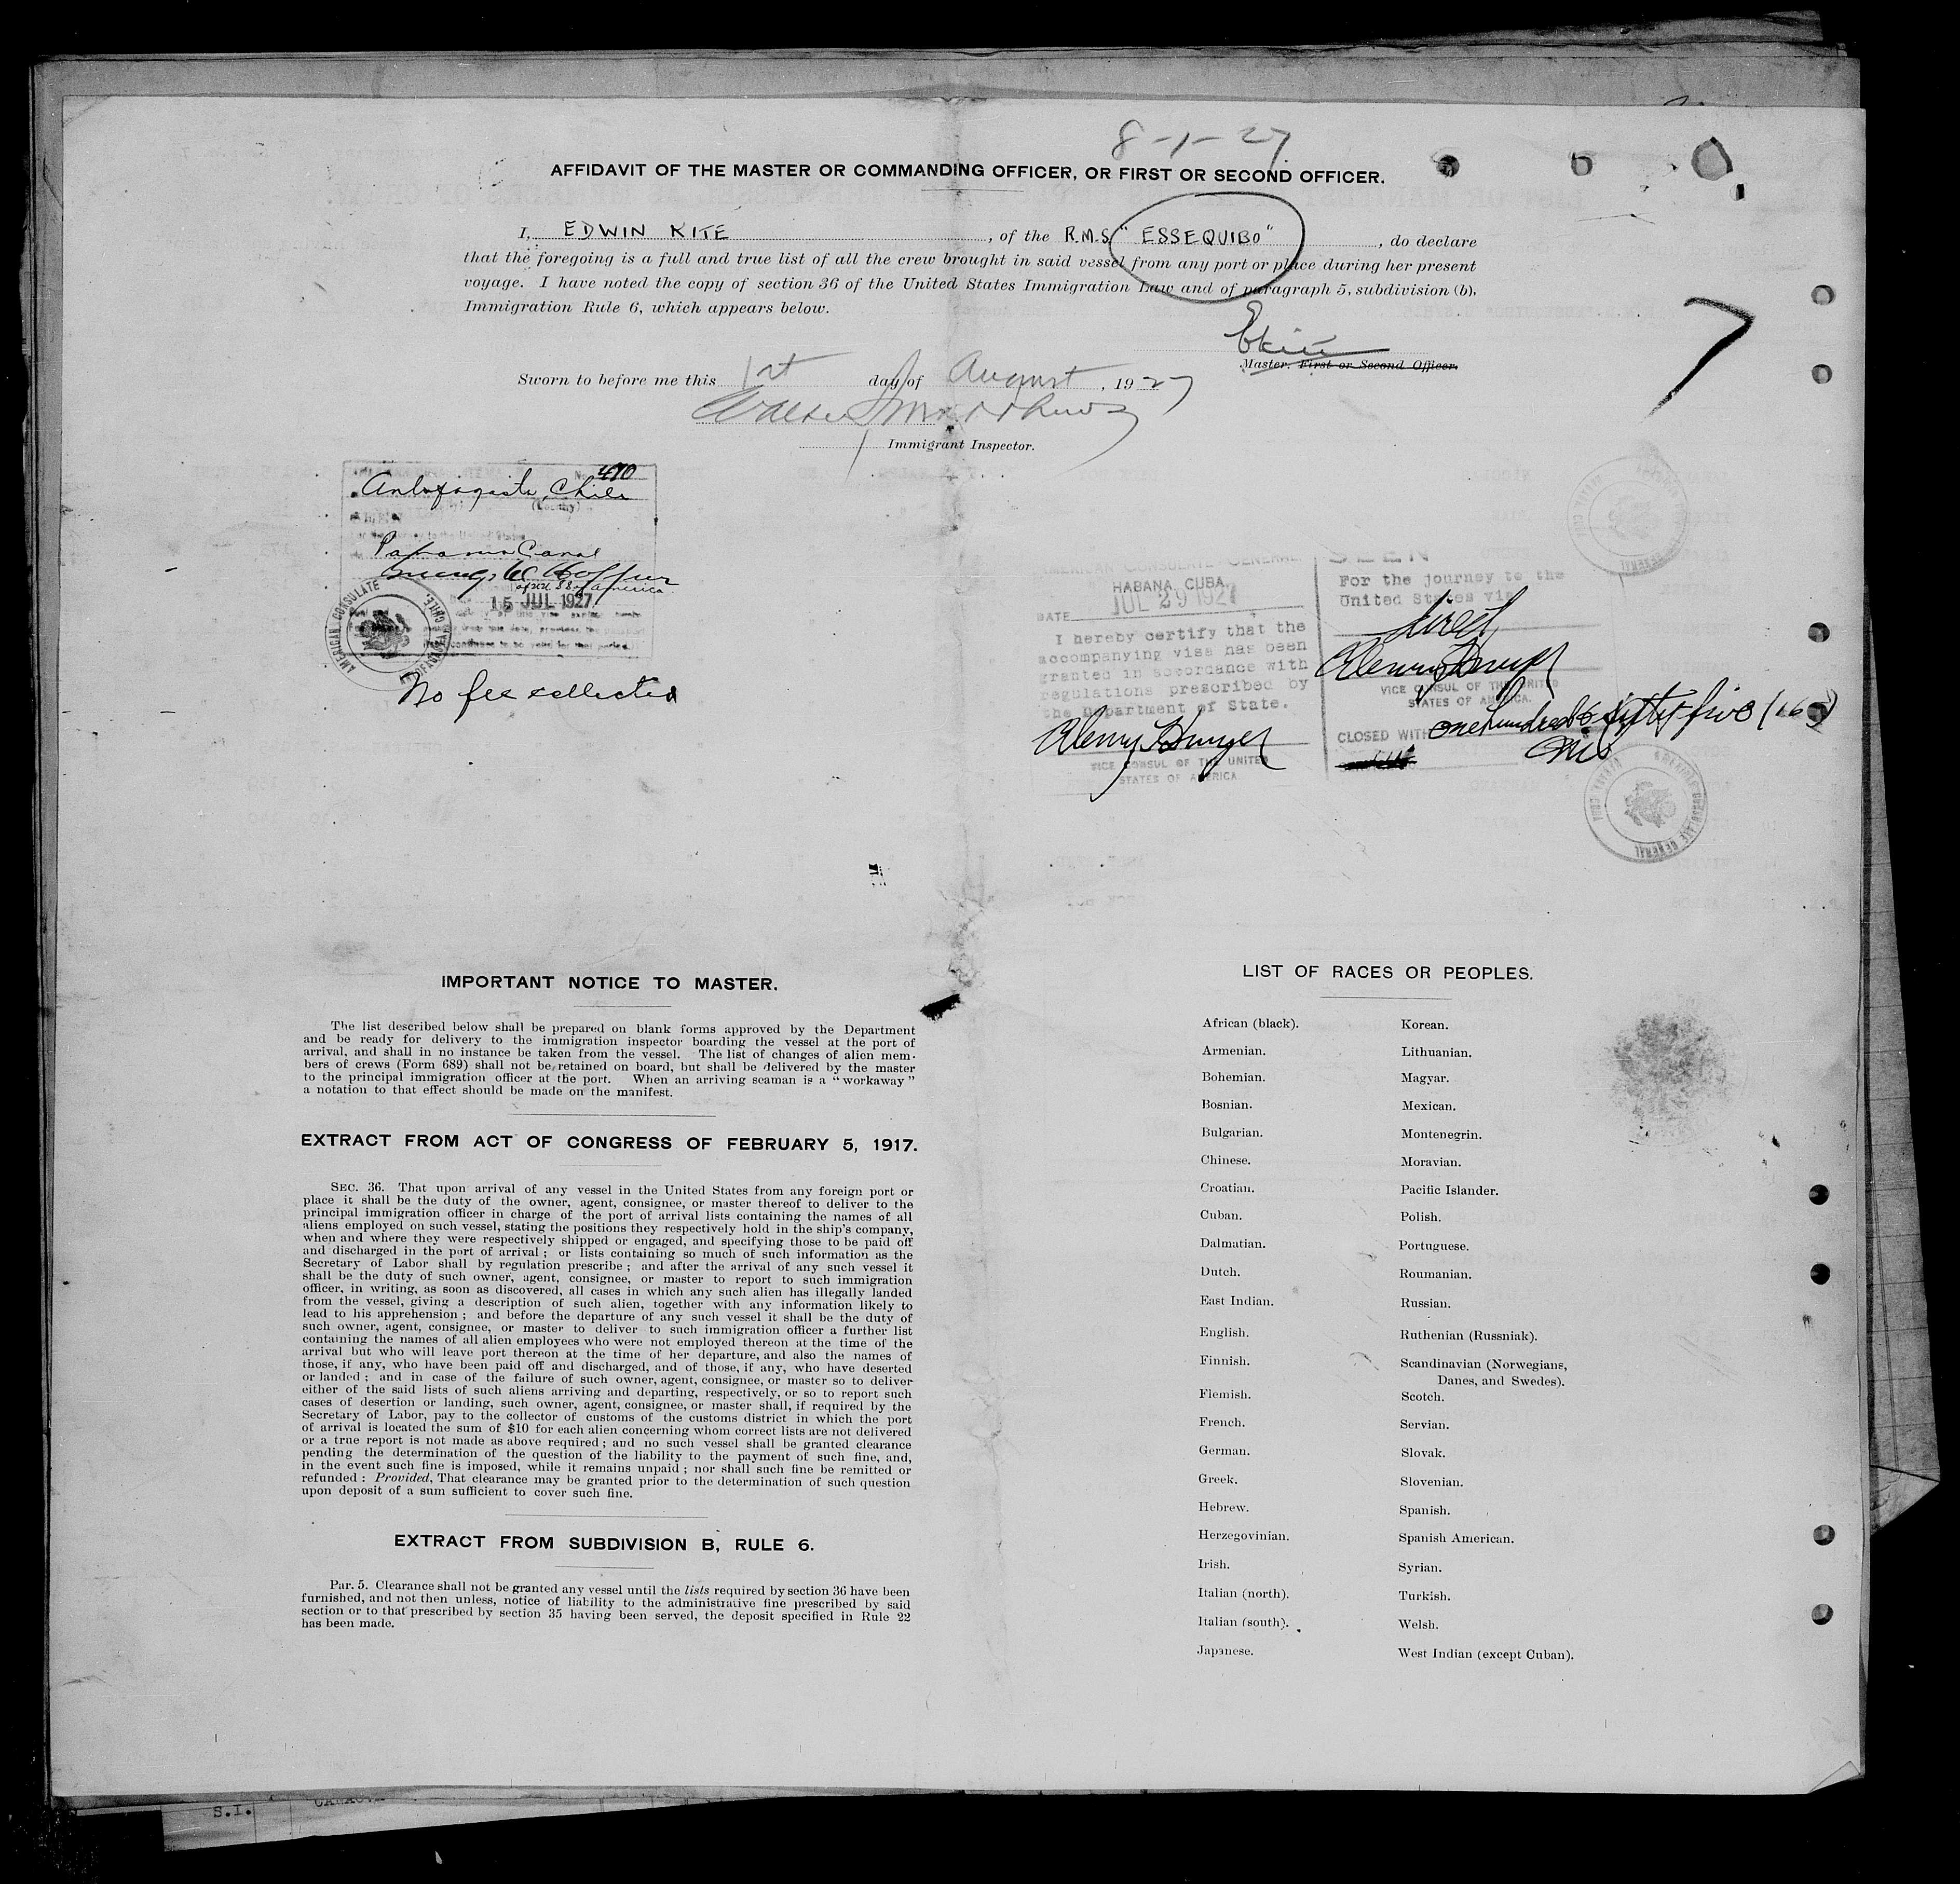 8-1-27
AFFIDAVIT OF THE MASTER OR COMMANDING OFFICER, OR FIRST OR SECOND OFFICER.
I, EDWIN KITE, of the R.M.S. "ESSEQUIBO", do declare
that the foregoing is a full and true list of all the crew brought in said vessel from any port or place during her present
voyage. I have noted the copy of section 36 of the United States Immigration Law and of paragraph 5, subdivision (b),
Immigration Rule 6, which appears below.
EKite
Master, First or Second Officer.
7
Sworn to before me this 1st day of August, 1927
Walter Matthews
Immigrant Inspector.
No. 410
Antofagasta, Chile
(Country)
Panama Canal
of America
15 JUL 1927
AMERICAN CONSULATE
ANTOFAGASTA, CHILE.
No fee collected
AMERICAN CONSULATE GENERAL
HABANA, CUBA
DATE JUL 29 1927
I hereby certify that the
accompanying visa has been
granted in accordance with
regulations prescribed by
the Department of State.
VICE CONSUL OF THE UNITED
STATES OF AMERICA
SEEN
For the journey to the
United States via
direct
VICE CONSUL OF THE UNITED
STATES OF AMERICA.
CLOSED WITH one hundred & sixty five (165)
AMERICAN CONSULATE GENERAL
HABANA CUBA
IMPORTANT NOTICE TO MASTER.
The list described below shall be prepared on blank forms approved by the Department
and be ready for delivery to the immigration inspector boarding the vessel at the port of
arrival, and shall in no instance be taken from the vessel. The list of changes of alien mem-
bers of crews (Form 689) shall not be retained on board, but shall be delivered by the master
to the principal immigration officer at the port. When an arriving seaman is a "workaway"
a notation to that effect should be made on the manifest.
EXTRACT FROM ACT OF CONGRESS OF FEBRUARY 5, 1917.
SEC. 36. That upon arrival of any vessel in the United States from any foreign port or
place it shall be the duty of the owner, agent, consignee, or master thereof to deliver to the
principal immigration officer in charge of the port of arrival lists containing the names of all
aliens employed on such vessel, stating the positions they respectively hold in the ship's company,
when and where they were respectively shipped or engaged, and specifying those to be paid off
and discharged in the port of arrival; or lists containing so much of such information as the
Secretary of Labor shall by regulation prescribe; and after the arrival of any such vessel it
shall be the duty of such owner, agent, consignee, or master to report to such immigration
officer, in writing, as soon as discovered, all cases in which any such alien has illegally landed
from the vessel, giving a description of such alien, together with any information likely to
lead to his apprehension; and before the departure of any such vessel it shall be the duty of
such owner, agent, consignee, or master to deliver to such immigration officer a further list
containing the names of all alien employees who were not employed thereon at the time of the
arrival but who will leave port thereon at the time of her departure, and also the names of
those, if any, who have been paid off and discharged, and of those, if any, who have deserted
or landed; and in case of the failure of such owner, agent, consignee, or master so to deliver
either of the said lists of such aliens arriving and departing, respectively, or so to report such
cases of desertion or landing, such owner, agent, consignee, or master shall, if required by the
Secretary of Labor, pay to the collector of customs of the customs district in which the port
of arrival is located the sum of $10 for each alien concerning whom correct lists are not delivered
or a true report is not made as above required; and no such vessel shall be granted clearance
pending the determination of the question of the liability to the payment of such fine, and,
in the event such fine is imposed, while it remains unpaid; nor shall such fine be remitted or
refunded: Provided, That clearance may be granted prior to the determination of such question
upon deposit of a sum sufficient to cover such fine.
EXTRACT FROM SUBDIVISION B, RULE 6.
Par. 5. Clearance shall not be granted any vessel until the lists required by section 36 have been
furnished, and not then unless, notice of liability to the administrative fine prescribed by said
section or to that prescribed by section 35 having been served, the deposit specified in Rule 22
has been made.
LIST OF RACES OR PEOPLES.
African (black).
Armenian.
Bohemian.
Bosnian.
Bulgarian.
Chinese.
Croatian.
Cuban.
Dalmatian.
Dutch.
East Indian.
English.
Finnish.
Flemish.
French.
German.
Greek.
Hebrew.
Herzegovinian.
Irish.
Italian (north).
Italian (south).
Japanese.
Korean.
Lithuanian.
Magyar.
Mexican.
Montenegrin.
Moravian.
Pacific Islander.
Polish.
Portuguese.
Roumanian.
Russian.
Ruthenian (Russniak).
Scandinavian (Norwegians,
Danes, and Swedes).
Scotch.
Servian.
Slovak.
Slovenian.
Spanish.
Spanish American.
Syrian.
Turkish.
Welsh.
West Indian (except Cuban).
S.I.